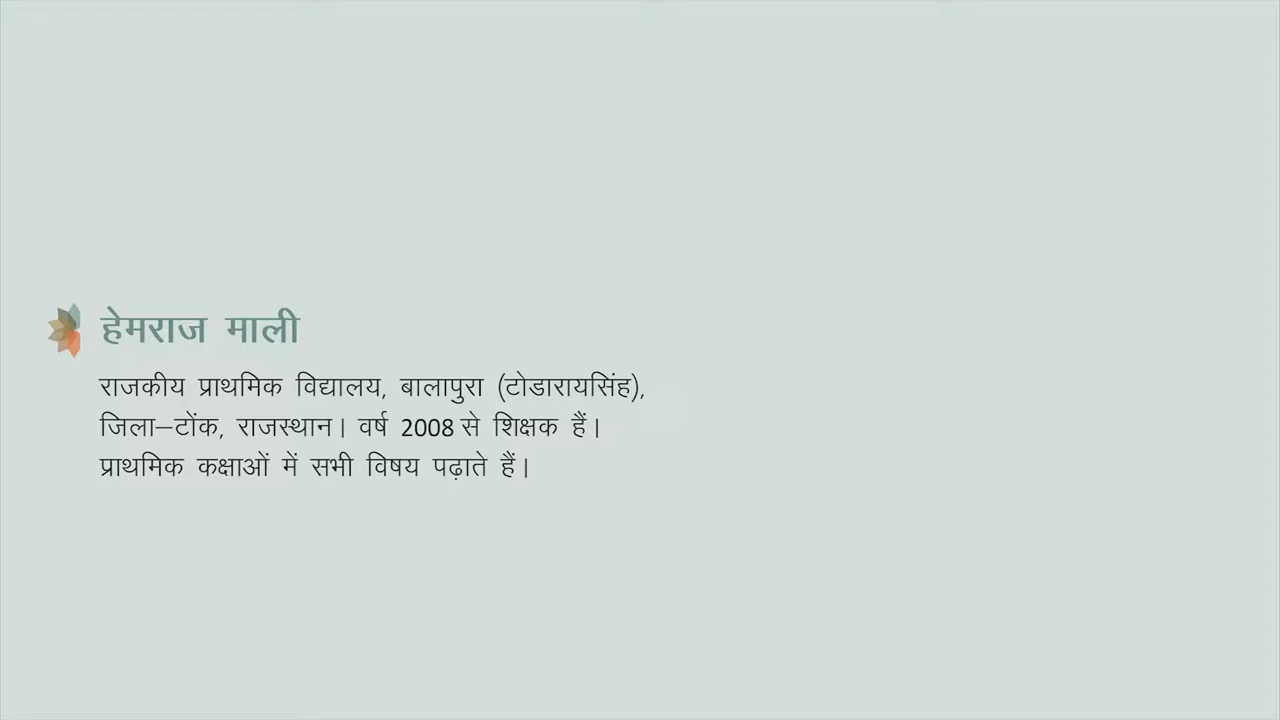 हेमराज माली
राजकीय प्राथमिक विद्यालय, बालापुरा (टोडारायसिंह),
जिला–टोंक, राजस्थान। वर्ष 2008 से शिक्षक हैं।
प्राथमिक कक्षाओं में सभी विषय पढ़ाते हैं।